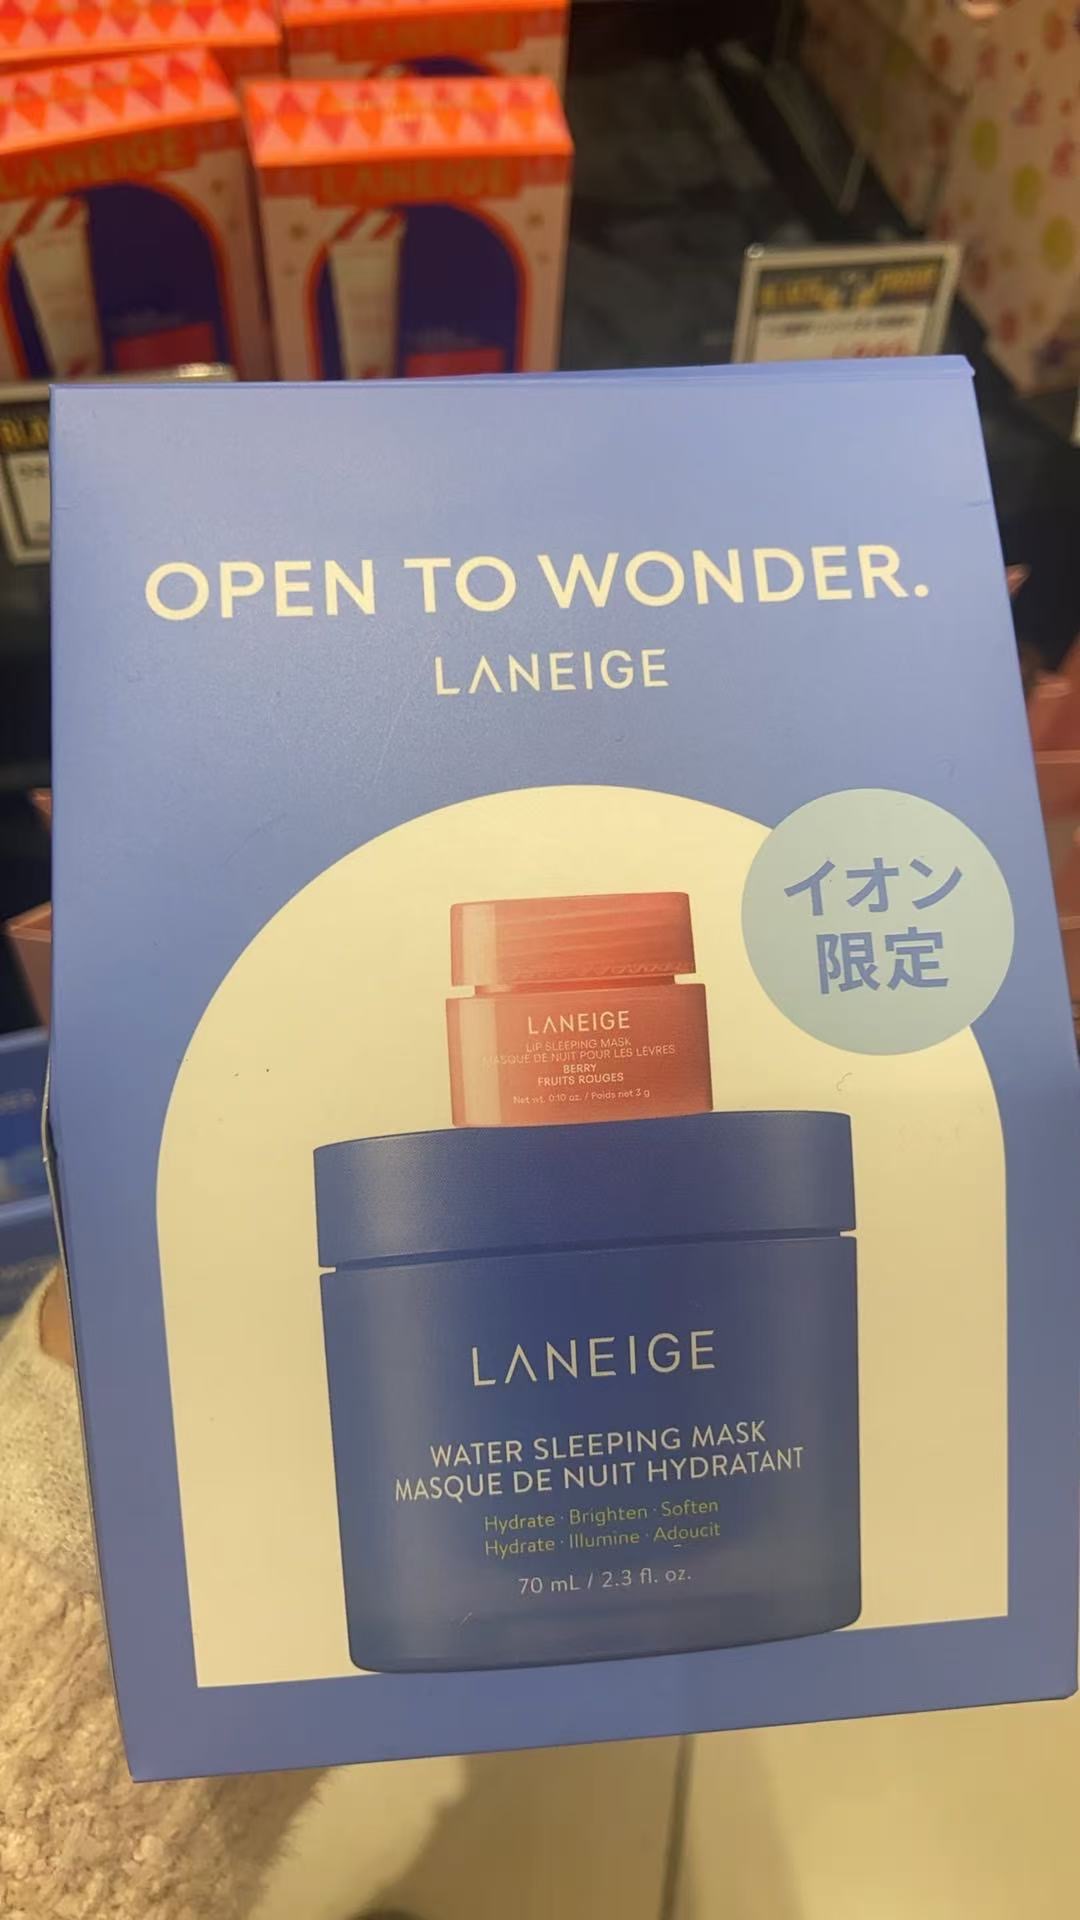 LANEIGE
LANEIGE
OPEN TO WONDER.
LANEIGE
イオン
限定
LANEIGE
LIP SLEEPING MASK
MASQUE DE NUIT POUR LES LÈVRES
BERRY
FRUITS ROUGES
Net wt. 0.10 oz. / Poids net 3 g
LANEIGE
WATER SLEEPING MASK
MASQUE DE NUIT HYDRATANT
Hydrate · Brighten · Soften
Hydrate · Illumine · Adoucit
70 mL / 2.3 fl. oz.